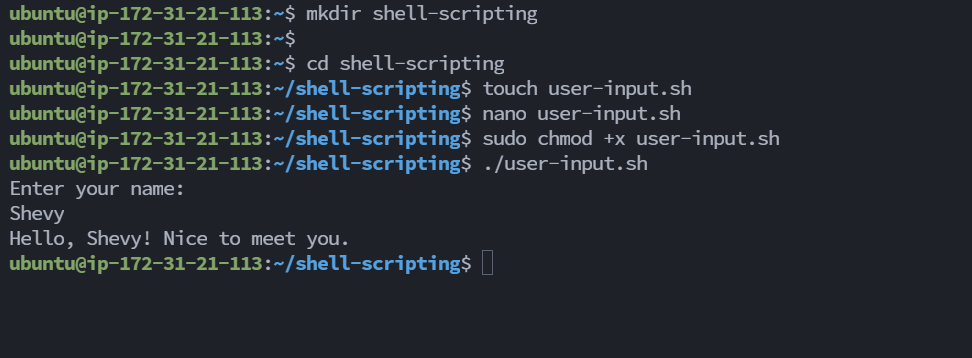 ubuntu@ip-172-31-21-113:~$ mkdir shell-scripting
ubuntu@ip-172-31-21-113:~$
ubuntu@ip-172-31-21-113:~$ cd shell-scripting
ubuntu@ip-172-31-21-113:~/shell-scripting$ touch user-input.sh
ubuntu@ip-172-31-21-113:~/shell-scripting$ nano user-input.sh
ubuntu@ip-172-31-21-113:~/shell-scripting$ sudo chmod +x user-input.sh
ubuntu@ip-172-31-21-113:~/shell-scripting$ ./user-input.sh
Enter your name:
Shevy
Hello, Shevy! Nice to meet you.
ubuntu@ip-172-31-21-113:~/shell-scripting$